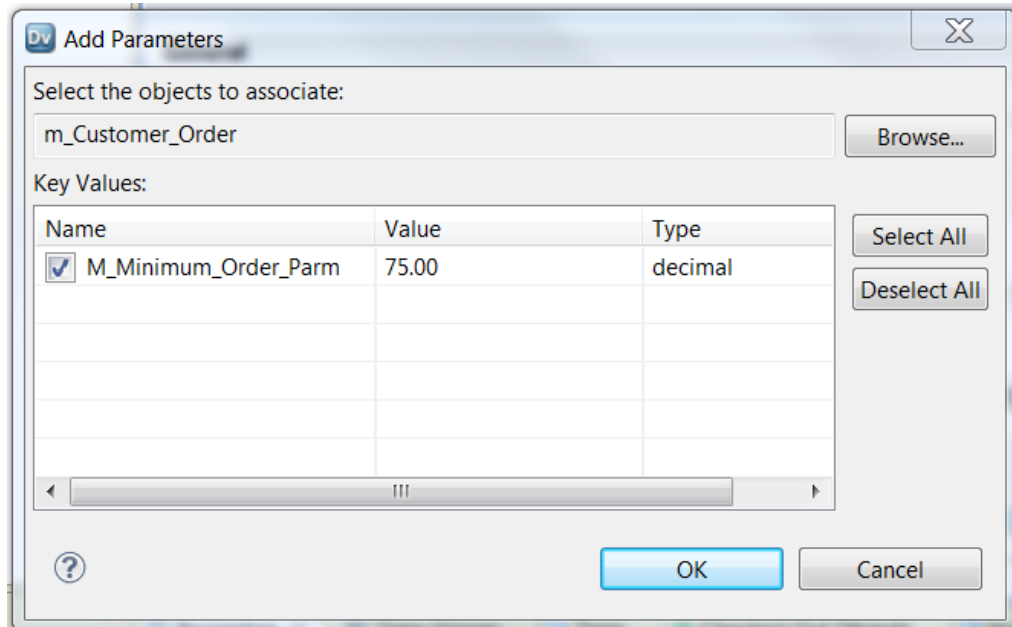 Dv Add Parameters
Select the objects to associate:
m_Customer_Order Browse...
Key Values:
Name Value Type Select All
M_Minimum_Order_Parm 75.00 decimal
Deselect All
? OK Cancel